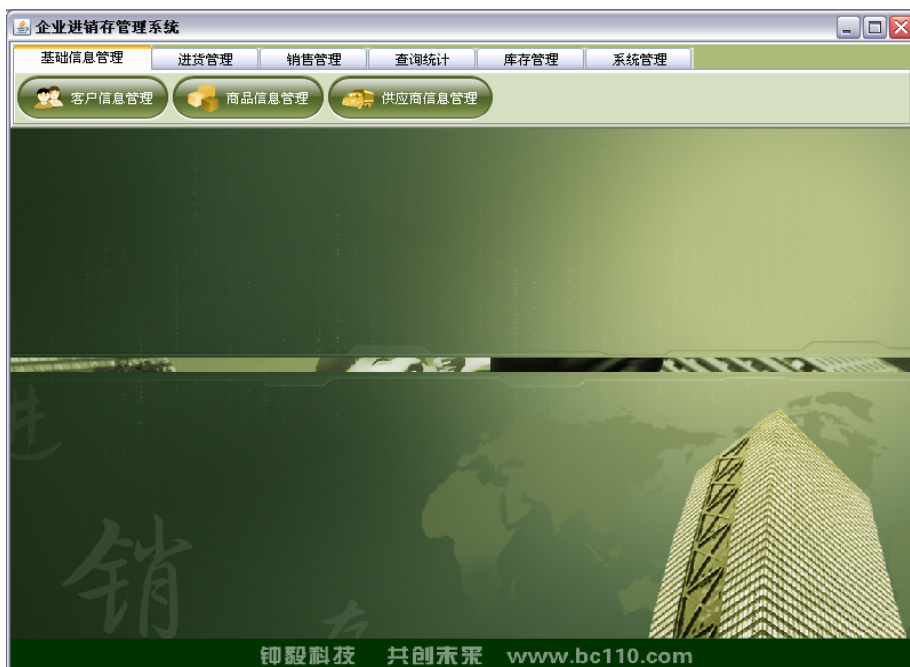 企业进销存管理系统
基础信息管理 进货管理 销售管理 查询统计 库存管理 系统管理
客户信息管理 商品信息管理 供应商信息管理
进
销
存
钟毅科技 共创未来 www.bc110.com